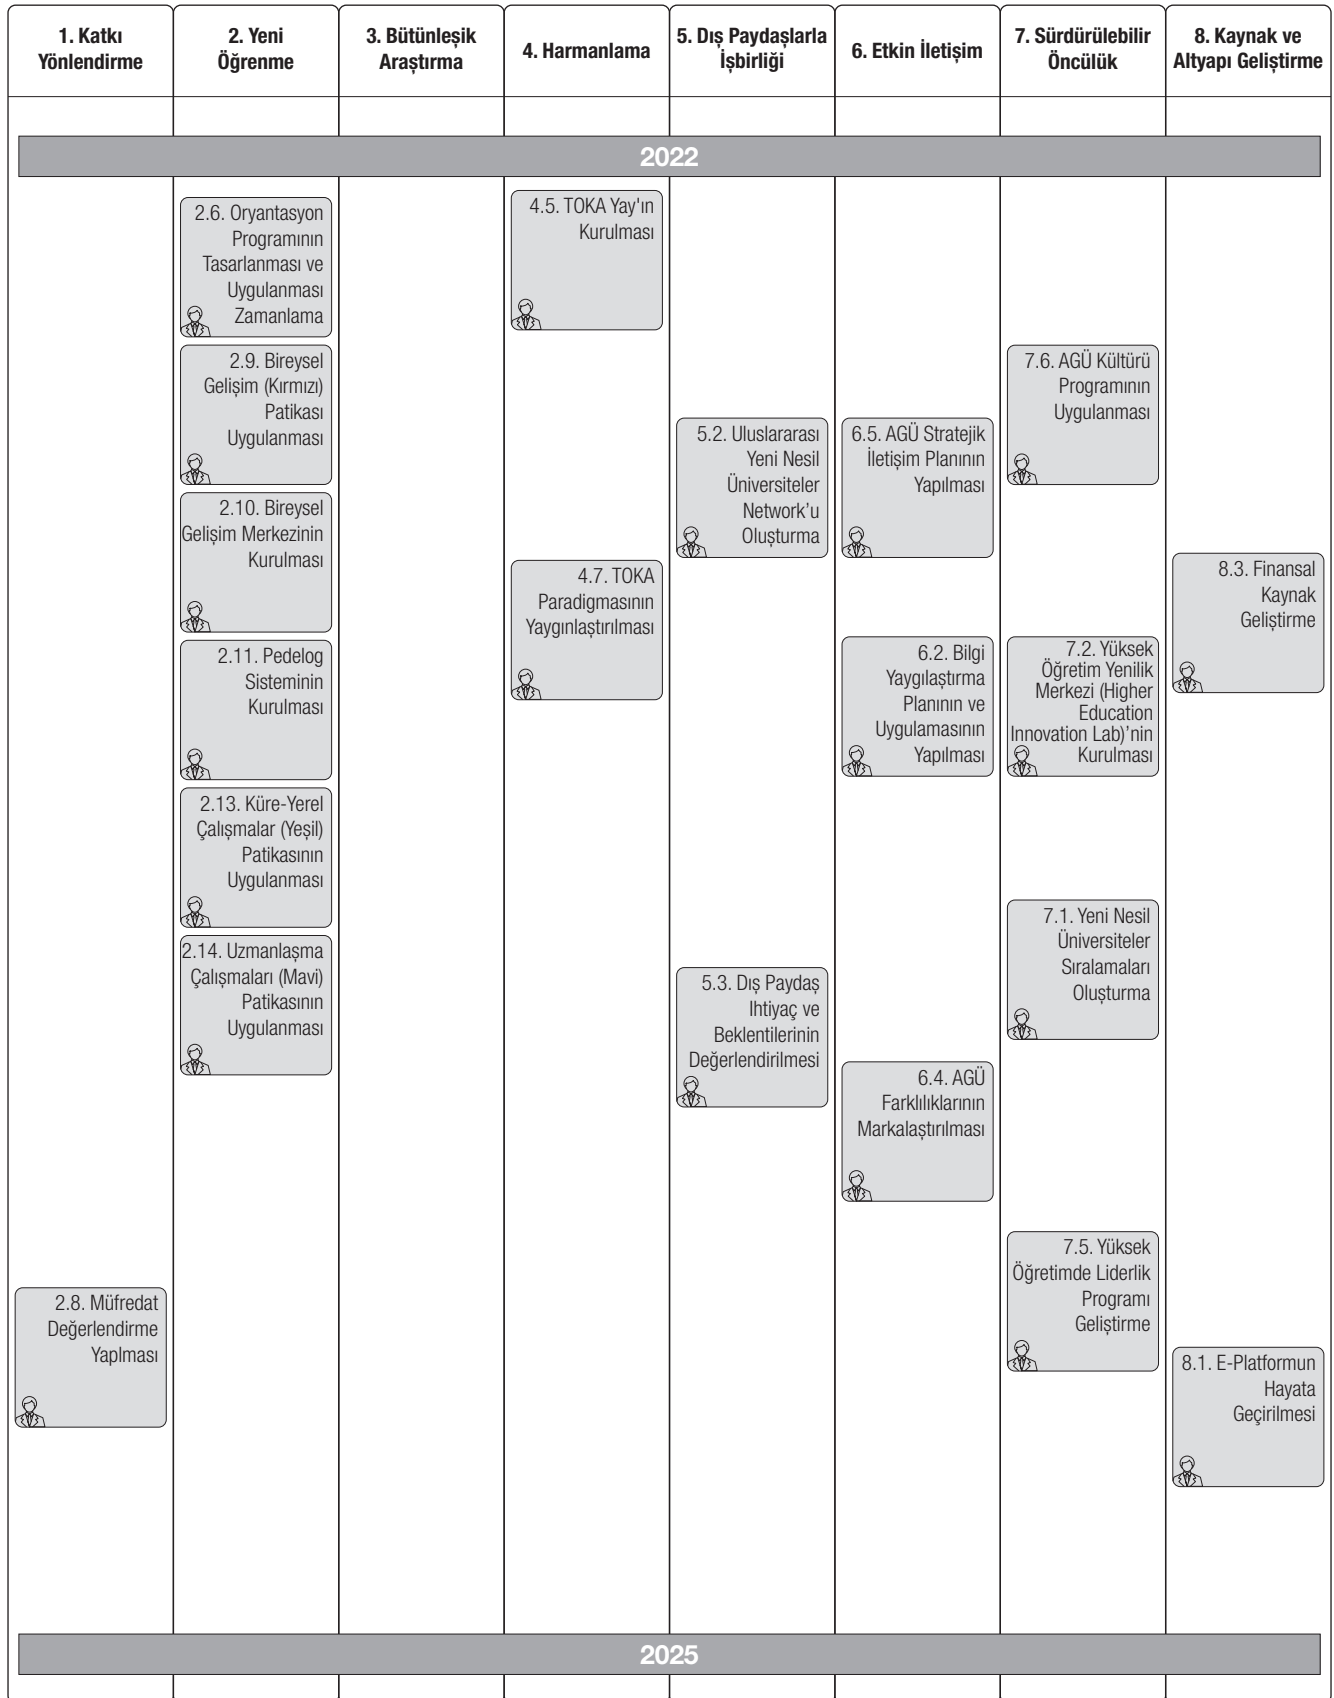 1. Katkı
Yönlendirme
2. Yeni
Öğrenme
3. Bütünleşik
Araştırma
4. Harmanlama
5. Dış Paydaşlarla
İşbirliği
6. Etkin İletişim
7. Sürdürülebilir
Öncülük
8. Kaynak ve
Altyapı Geliştirme
2022
2.8. Müfredat
Değerlendirme
Yaplması
2.6. Oryantasyon
Programının
Tasarlanması ve
Uygulanması
Zamanlama
2.9. Bireysel
Gelişim (Kırmızı)
Patikası
Uygulanması
2.10. Bireysel
Gelişim Merkezinin
Kurulması
2.11. Pedelog
Sisteminin
Kurulması
2.13. Küre-Yerel
Çalışmalar (Yeşil)
Patikasının
Uygulanması
2.14. Uzmanlaşma
Çalışmaları (Mavi)
Patikasının
Uygulanması
4.5. TOKA Yay'ın
Kurulması
4.7. TOKA
Paradigmasının
Yaygınlaştırılması
5.2. Uluslararası
Yeni Nesil
Üniversiteler
Network’u
Oluşturma
5.3. Dış Paydaş
Ihtiyaç ve
Beklentilerinin
Değerlendirilmesi
6.5. AGÜ Stratejik
İletişim Planının
Yapılması
6.2. Bilgi
Yaygılaştırma
Planının ve
Uygulamasının
Yapılması
6.4. AGÜ
Farklılıklarının
Markalaştırılması
7.6. AGÜ Kültürü
Programının
Uygulanması
7.2. Yüksek
Öğretim Yenilik
Merkezi (Higher
Education
Innovation Lab)’nin
Kurulması
7.1. Yeni Nesil
Üniversiteler
Sıralamaları
Oluşturma
7.5. Yüksek
Öğretimde Liderlik
Programı
Geliştirme
8.3. Finansal
Kaynak
Geliştirme
8.1. E-Platformun
Hayata
Geçirilmesi
2025